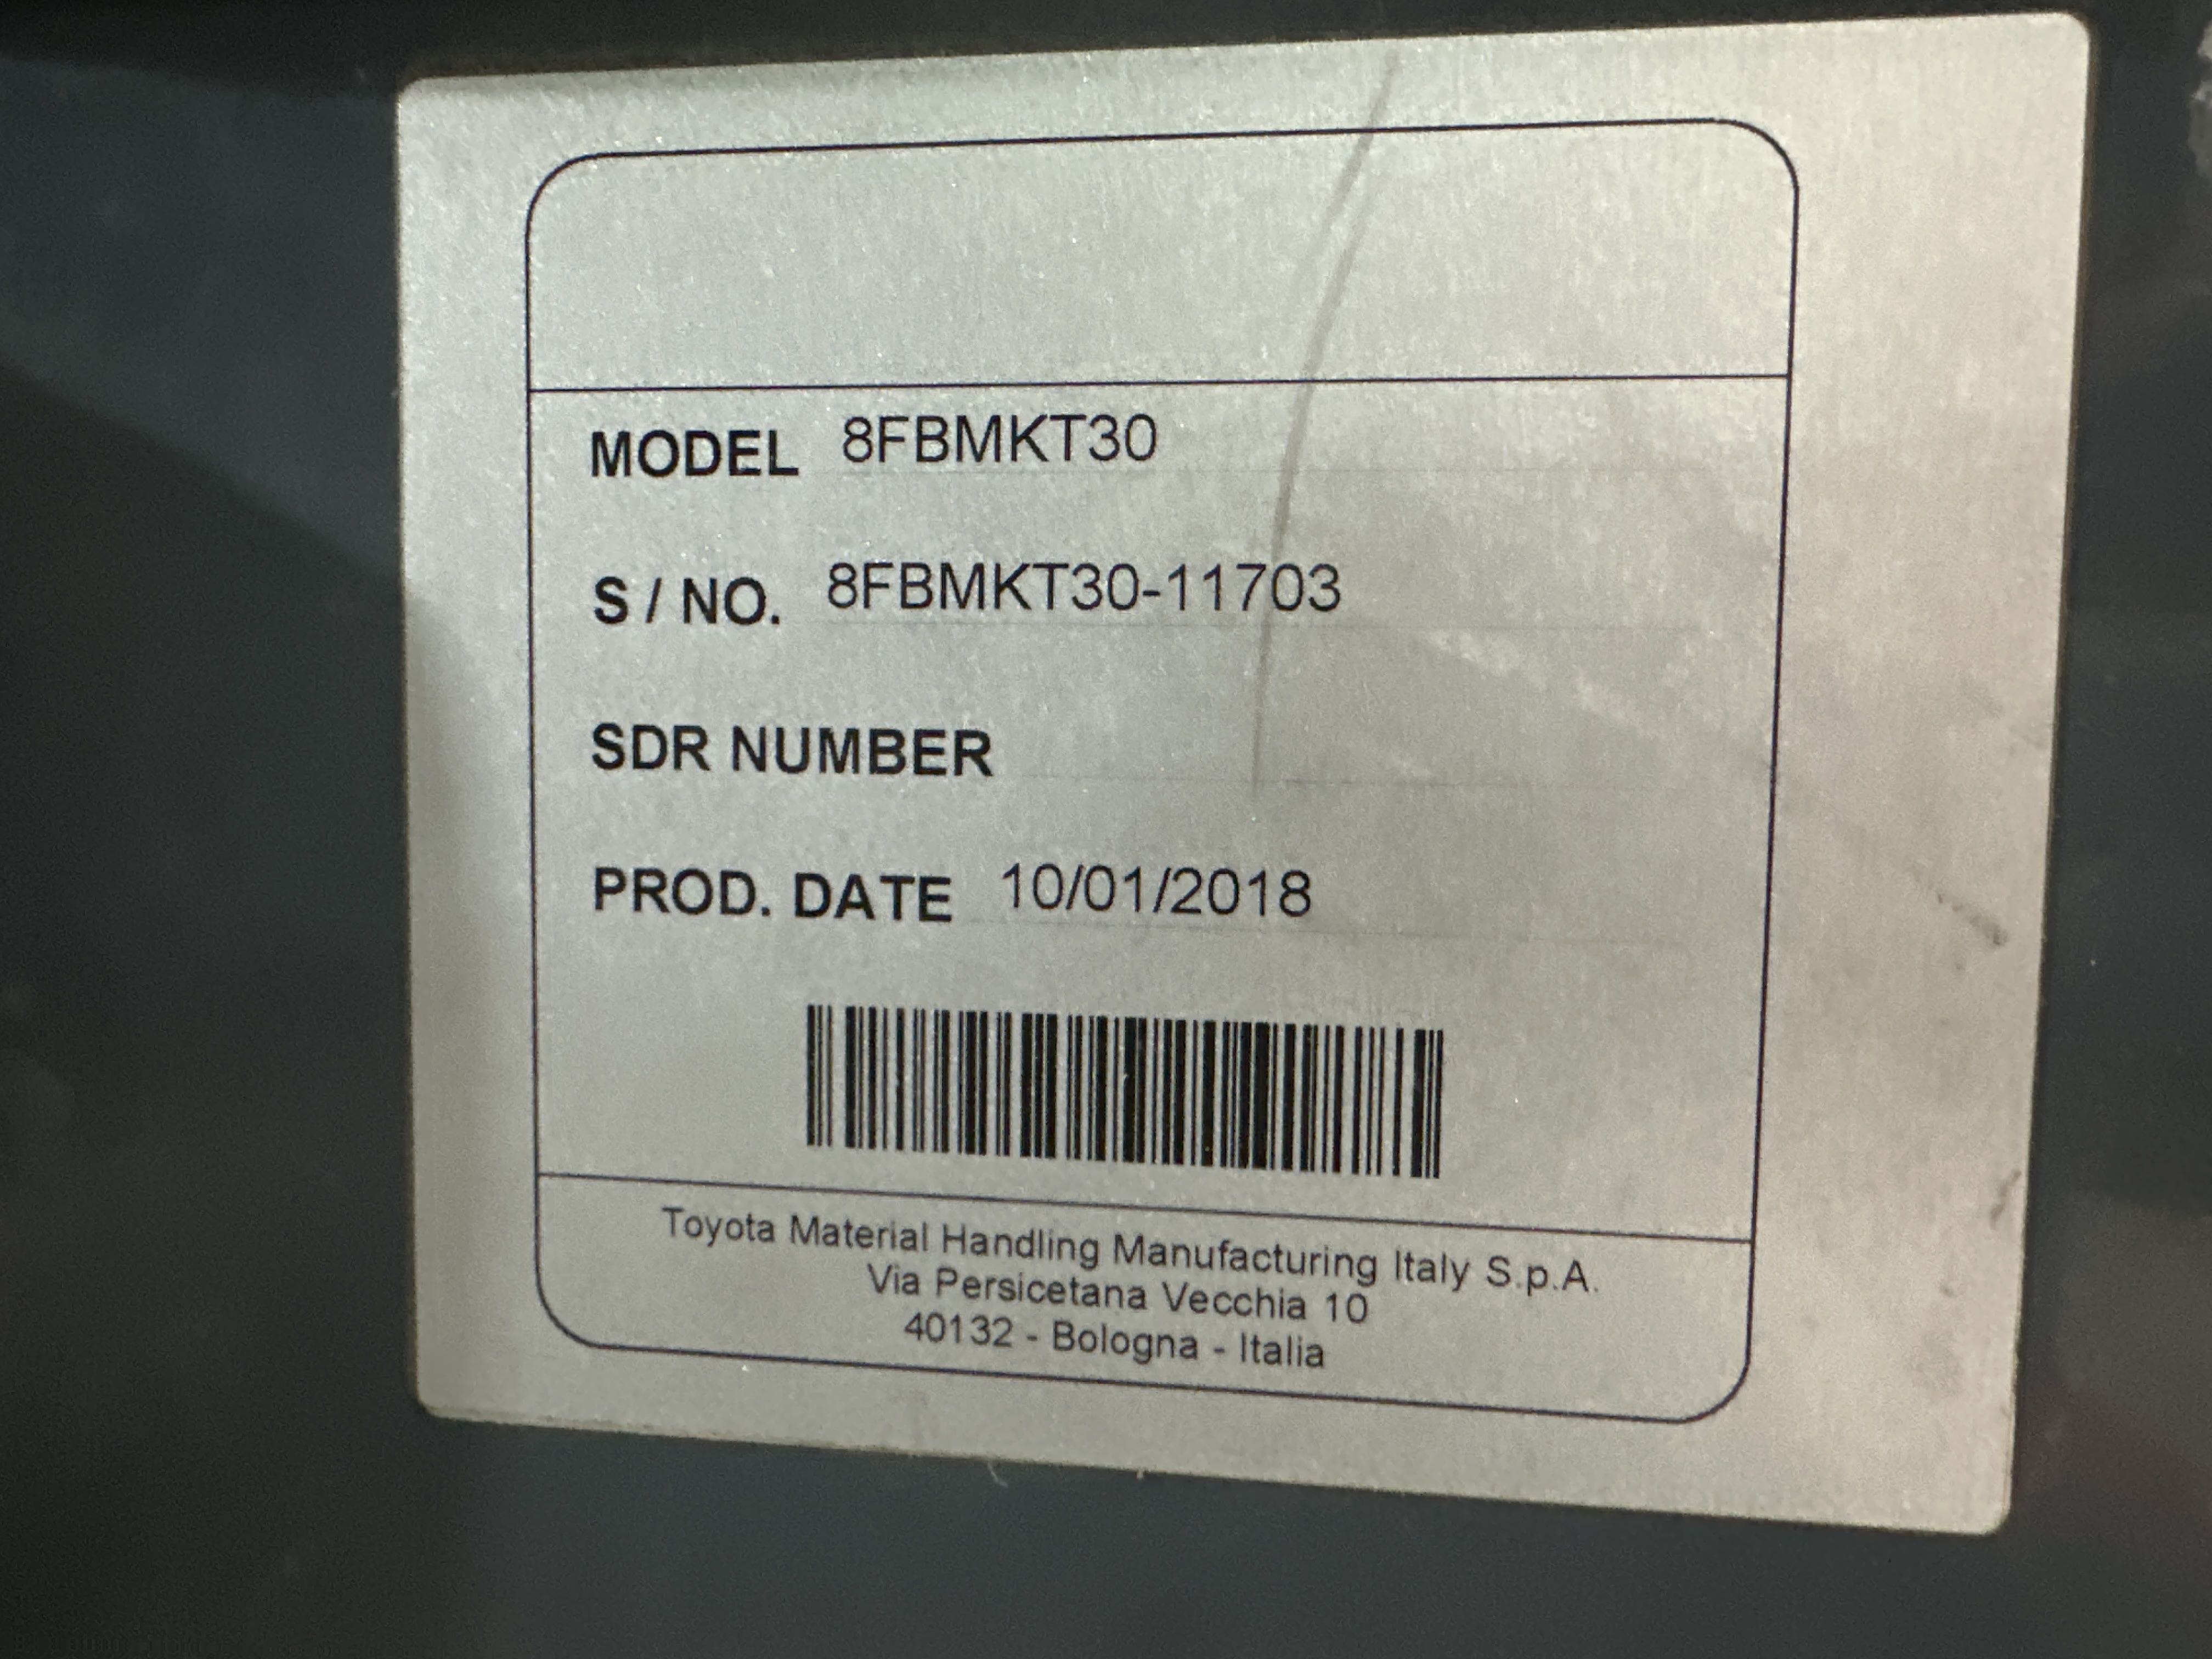 MODEL 8FBMKT30
S / NO. 8FBMKT30-11703
SDR NUMBER
PROD. DATE 10/01/2018
Toyota Material Handling Manufacturing Italy S.p.A.
Via Persicetana Vecchia 10
40132 - Bologna - Italia